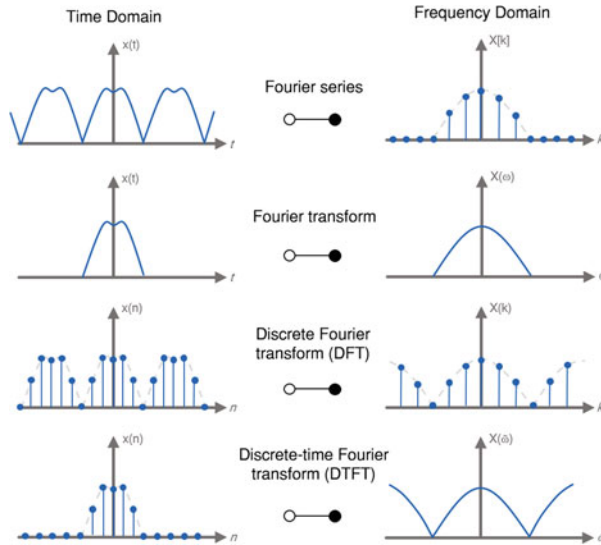 Time Domain
Frequency Domain
x(t)
X[k]
Fourier series
t
k
x(t)
X(ω)
Fourier transform
t
x(n)
X(k)
Discrete Fourier
transform (DFT)
n
k
x(n)
X(ω̃)
Discrete-time Fourier
transform (DTFT)
n